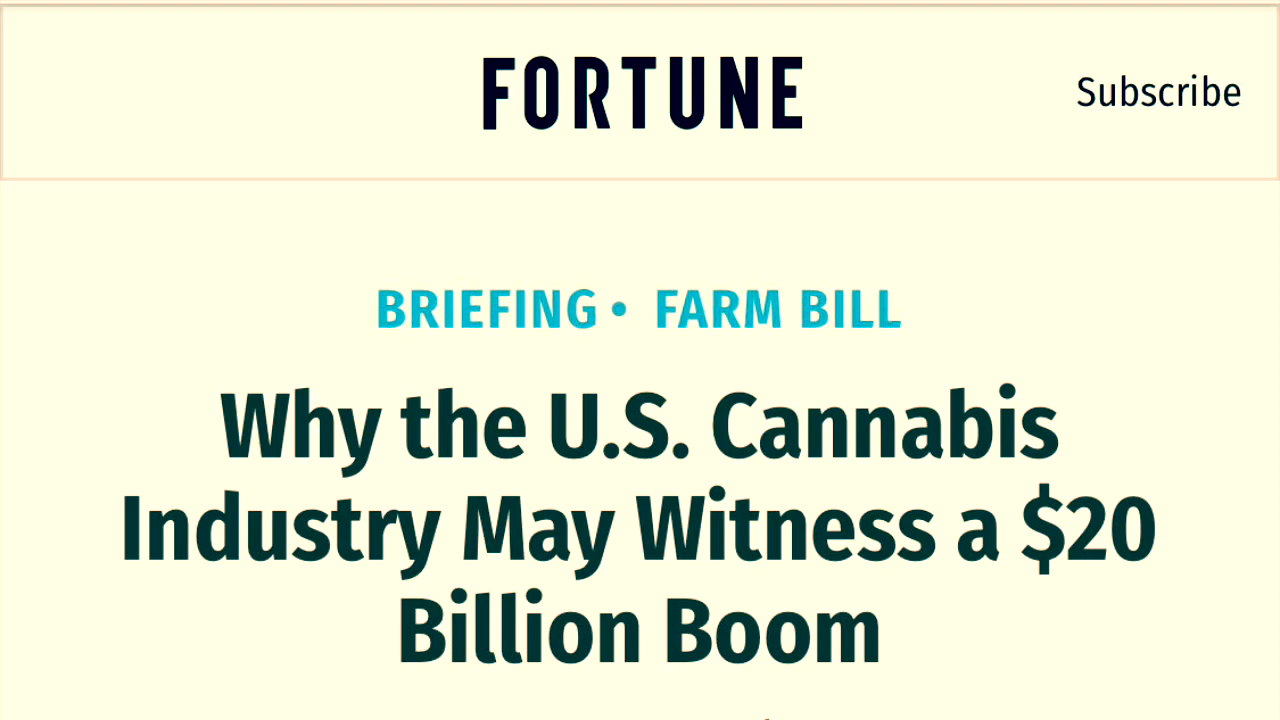 FORTUNE
Subscribe
BRIEFING • FARM BILL
Why the U.S. Cannabis
Industry May Witness a $20
Billion Boom